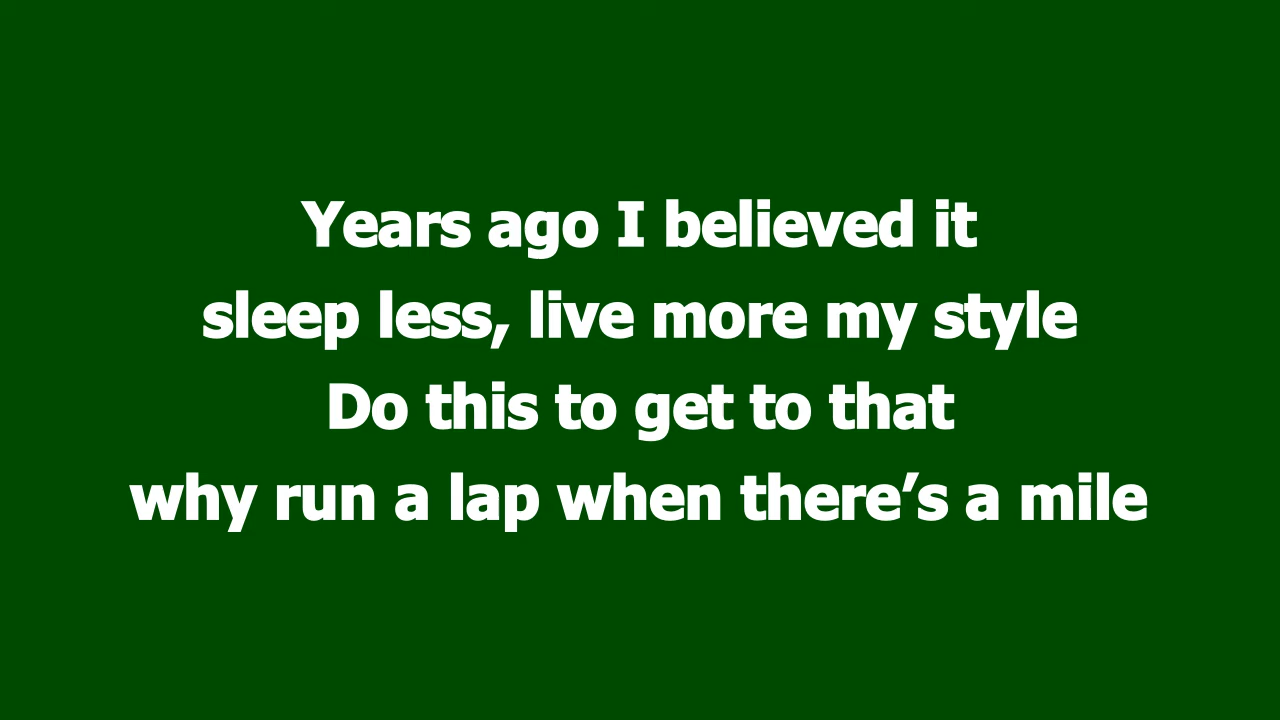 Years ago I believed it
sleep less, live more my style
Do this to get to that
why run a lap when there’s a mile